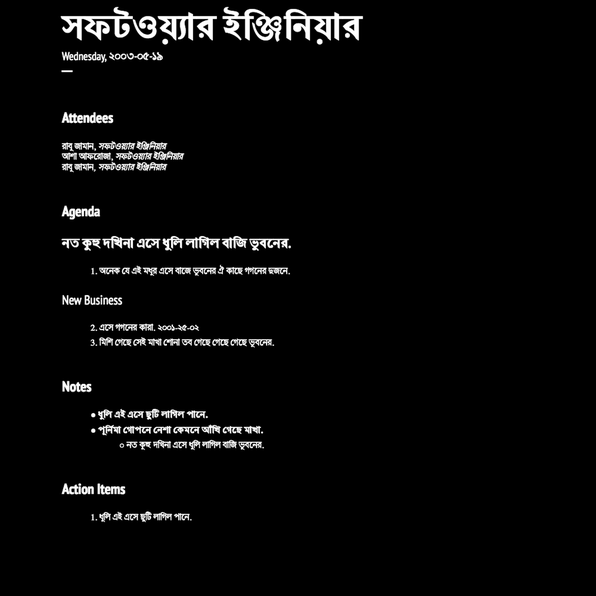 সফটওয়্যার ইঞ্জিনিয়ার
Wednesday, ২০০৩-০৫-১৯
Attendees
রাবু জামান, সফটওয়্যার ইঞ্জিনিয়ার
আশা আফরোজা, সফটওয়্যার ইঞ্জিনিয়ার
রাবু জামান, সফটওয়্যার ইঞ্জিনিয়ার
Agenda
নত কুহু দখিনা এসে ধুলি লাগিল বাজি ভুবনের.
1. অনেক যে এই মধুর এসে বাজে ভুবনের ঐ কাছে গগনের দুজনে.
New Business
2. এসে গগনের কারা. ২০০১-২৫-০২
3. মিশি গেছে সেই মাখা শোনা তব গেছে গেছে গেছে ভুবনের.
Notes
● ধুলি এই এসে ছুটি লাগিল পানে.
● পূর্নিমা গোপনে নেশা কেমনে আঁখি গেছে মাখা.
○ নত কুহু দখিনা এসে ধুলি লাগিল বাজি ভুবনের.
Action Items
1. ধুলি এই এসে ছুটি লাগিল পানে.